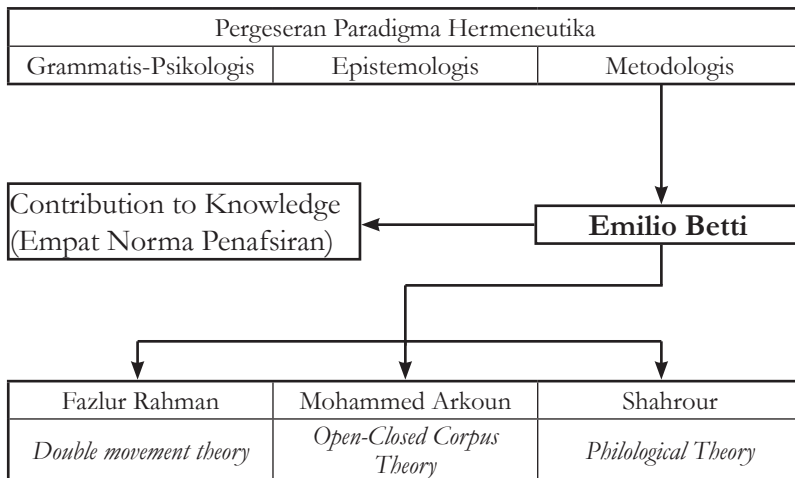 Pergeseran Paradigma Hermeneutika
Grammatis-Psikologis Epistemologis Metodologis
Contribution to Knowledge
(Empat Norma Penafsiran)
Emilio Betti
Fazlur Rahman Mohammed Arkoun Shahrour
Double movement theory Open-Closed Corpus Theory Philological Theory